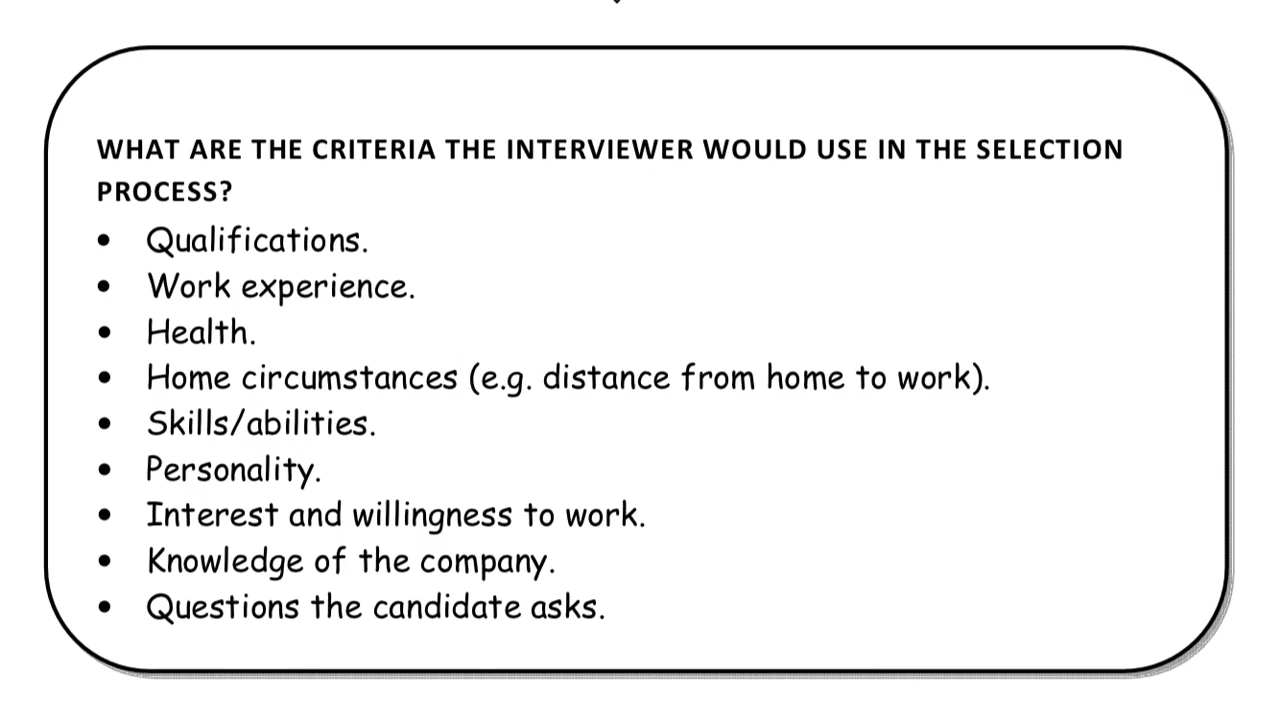 WHAT ARE THE CRITERIA THE INTERVIEWER WOULD USE IN THE SELECTION
PROCESS?
• Qualifications.
• Work experience.
• Health.
• Home circumstances (e.g. distance from home to work).
• Skills/abilities.
• Personality.
• Interest and willingness to work.
• Knowledge of the company.
• Questions the candidate asks.